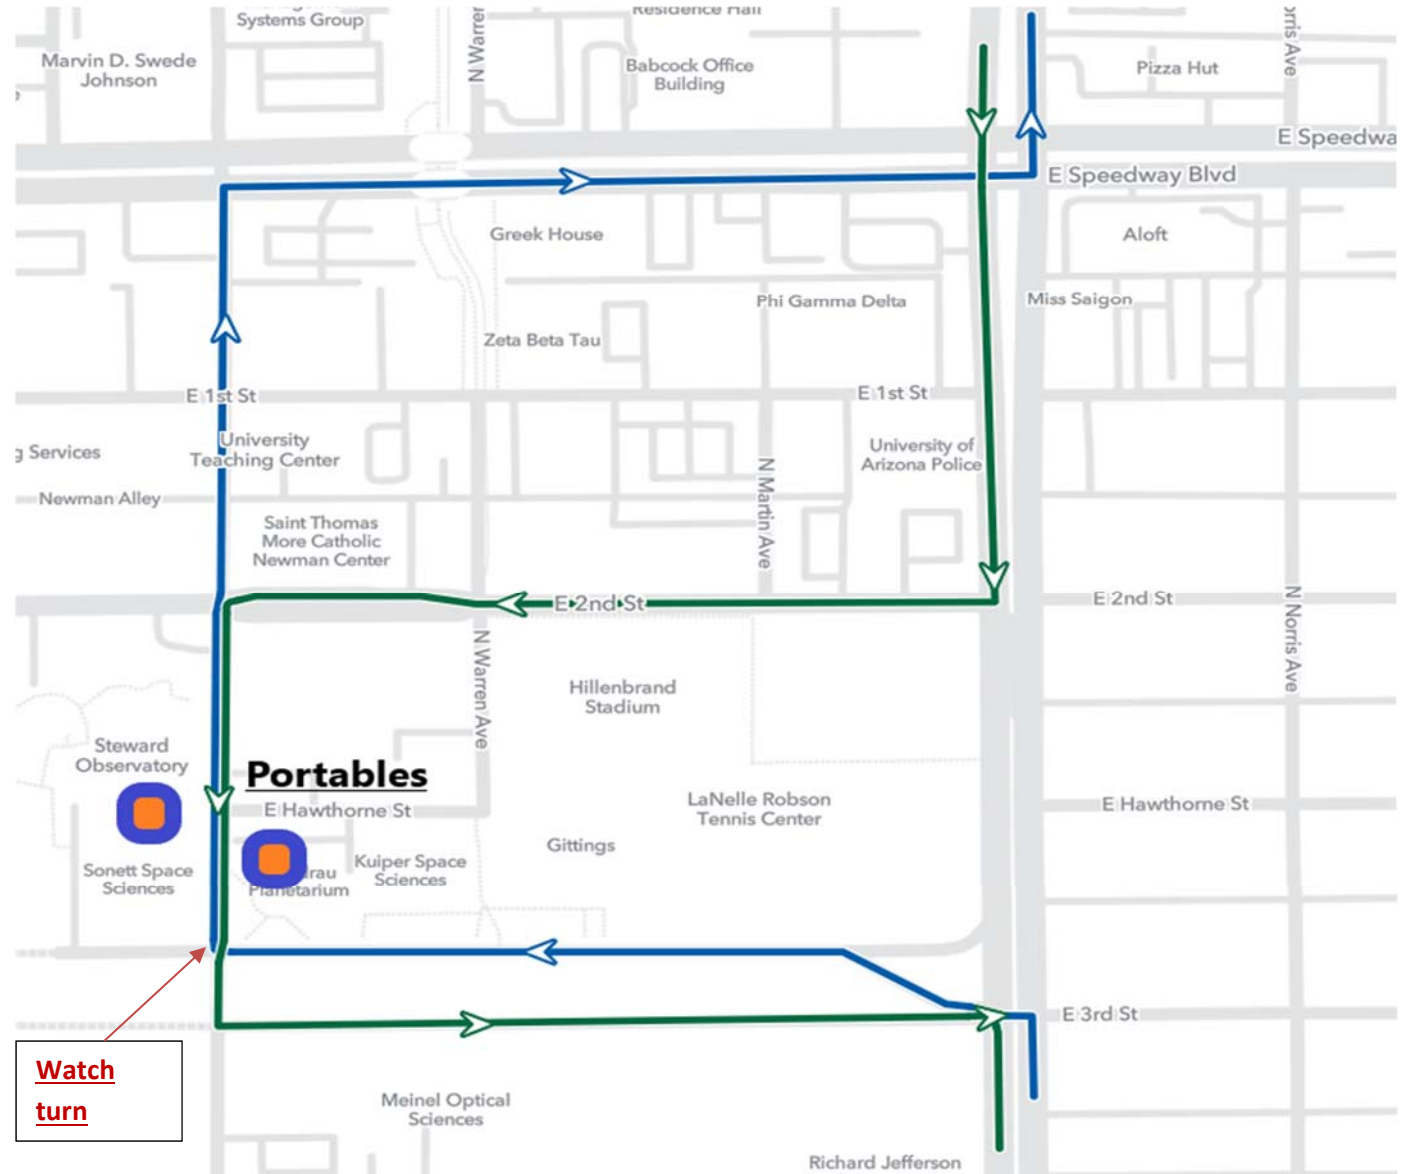 Systems Group
Residence Hall
Marvin D. Swede
Johnson
N Warren
Babcock Office
Building
Pizza Hut
E Speedwa
E Speedway Blvd
Greek House
Aloft
Phi Gamma Delta
Miss Saigon
Zeta Beta Tau
E 1st St
E 1st St
g Services
University
Teaching Center
University of
Arizona Police
Newman Alley
N Martin Ave
Saint Thomas
More Catholic
Newman Center
E 2nd St
E 2nd St
N Norris Ave
N Warren Ave
Hillenbrand
Stadium
Steward
Observatory
Portables
E Hawthorne St
LaNelle Robson
Tennis Center
E Hawthorne St
Gittings
Sonett Space
Sciences
Kuiper Space
Sciences
rau
Planetarium
E 3rd St
Watch
turn
Meinel Optical
Sciences
Richard Jefferson